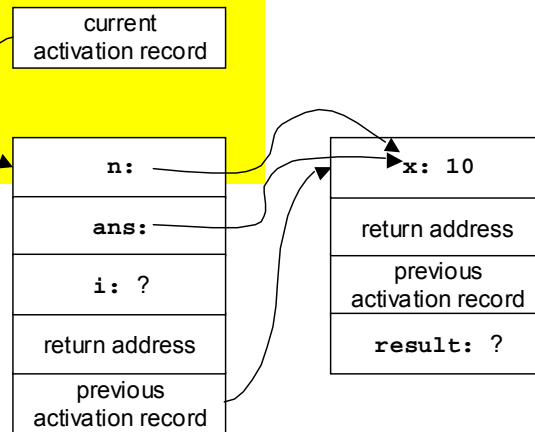 current
activation record
n:
ans:
i: ?
return address
previous
activation record
x: 10
return address
previous
activation record
result: ?